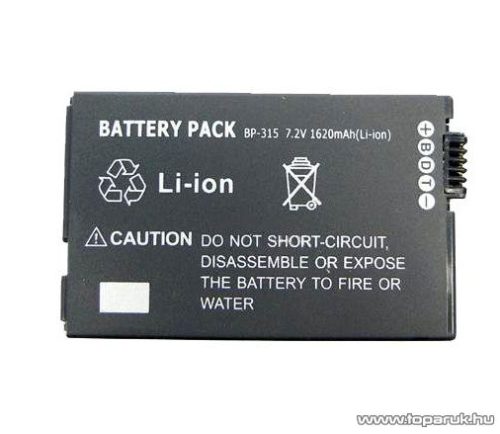 BATTERY PACK BP-315 7.2V 1620mAh(Li-ion)
+
B
D
T
-
Li-ion
CAUTION DO NOT SHORT-CIRCUIT,
DISASSEMBLE OR EXPOSE
THE BATTERY TO FIRE OR
WATER
www.toparuk.hu